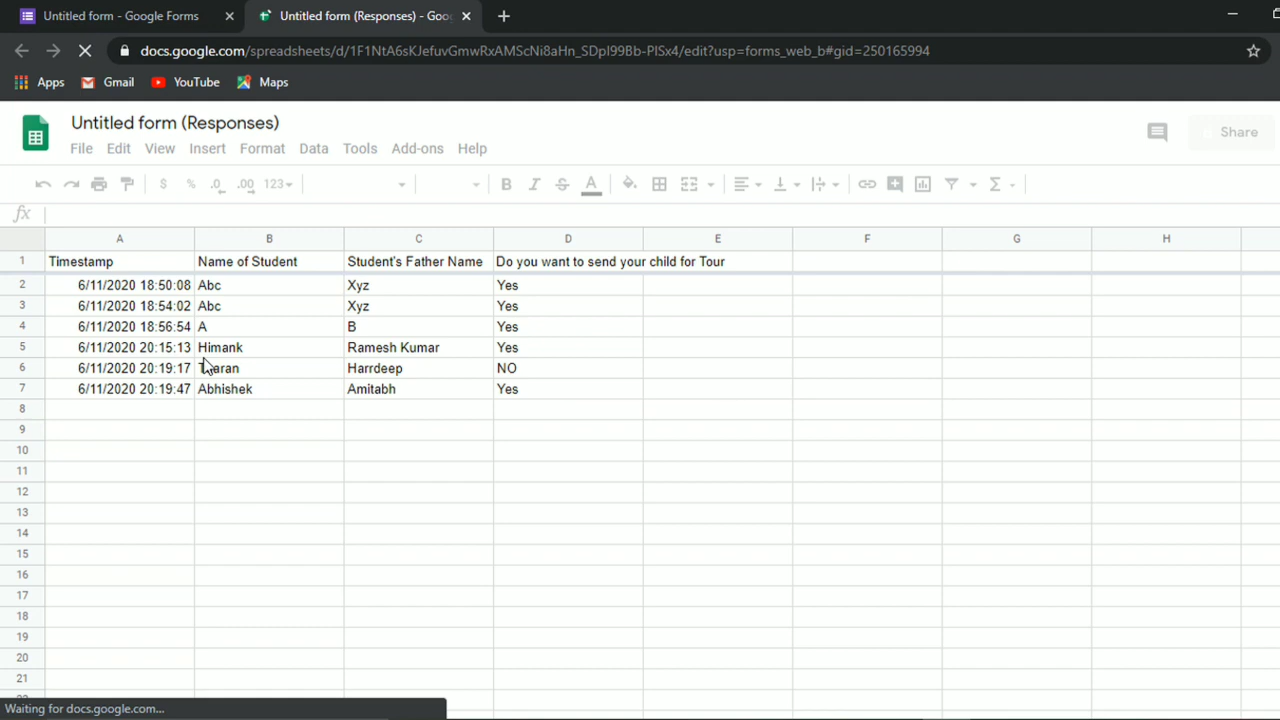 Untitled form - Google Forms
Untitled form (Responses) - Goo
docs.google.com/spreadsheets/d/1F1NtA6sKJefuvGmwRxAMScNi8aHn_SDpI99Bb-PISx4/edit?usp=forms_web_b#gid=250165994
Apps Gmail YouTube Maps
Untitled form (Responses)
Share
File Edit View Insert Format Data Tools Add-ons Help
$ % .0 .00 123 B I S A Σ
fx
A B C D E F G H
1 Timestamp Name of Student Student's Father Name Do you want to send your child for Tour
2 6/11/2020 18:50:08 Abc Xyz Yes
3 6/11/2020 18:54:02 Abc Xyz Yes
4 6/11/2020 18:56:54 A B Yes
5 6/11/2020 20:15:13 Himank Ramesh Kumar Yes
6 6/11/2020 20:19:17 Harrdeep NO
7 6/11/2020 20:19:47 Abhishek Amitabh Yes
8
9
10
11
12
13
14
15
16
17
18
19
20
21
Waiting for docs.google.com...